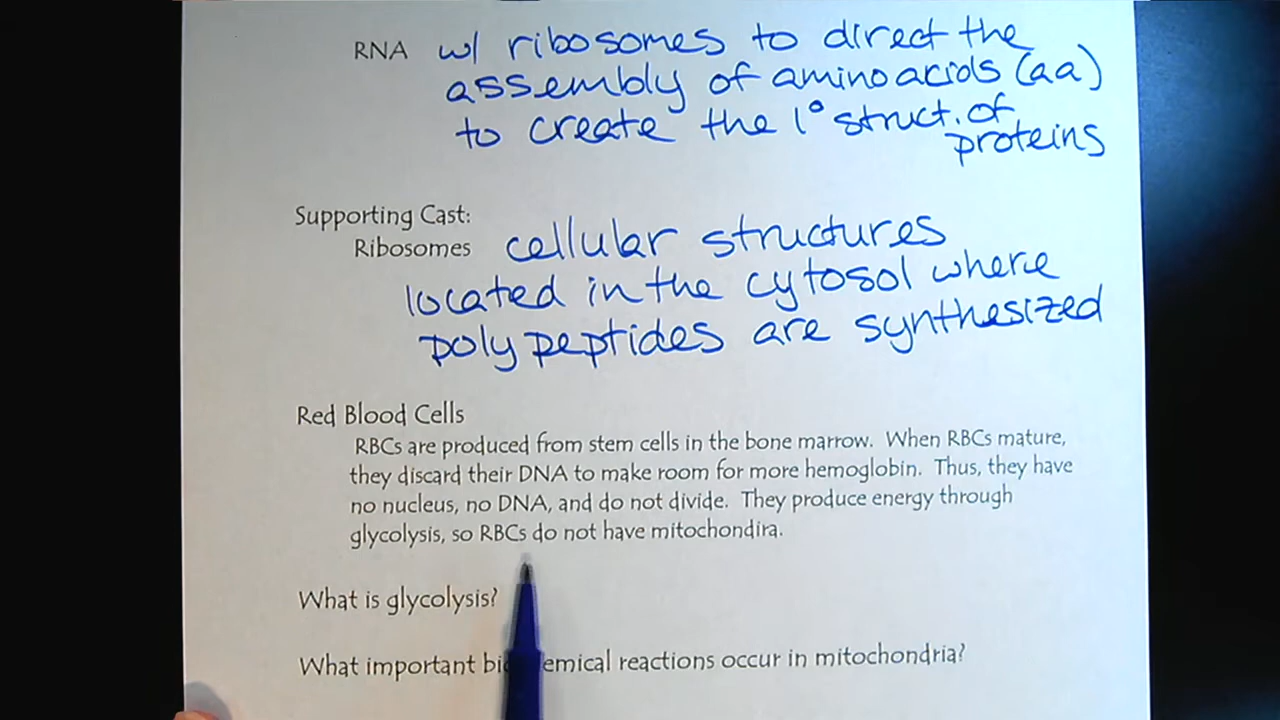 RNA w/ ribosomes to direct the
assembly of amino acids (aa)
to create the 1° struct. of
proteins
Supporting Cast:
Ribosomes cellular structures
located in the cytosol where
polypeptides are synthesized
Red Blood Cells
RBCs are produced from stem cells in the bone marrow. When RBCs mature,
they discard their DNA to make room for more hemoglobin. Thus, they have
no nucleus, no DNA, and do not divide. They produce energy through
glycolysis, so RBCs do not have mitochondira.
What is glycolysis?
What important reactions occur in mitochondria?